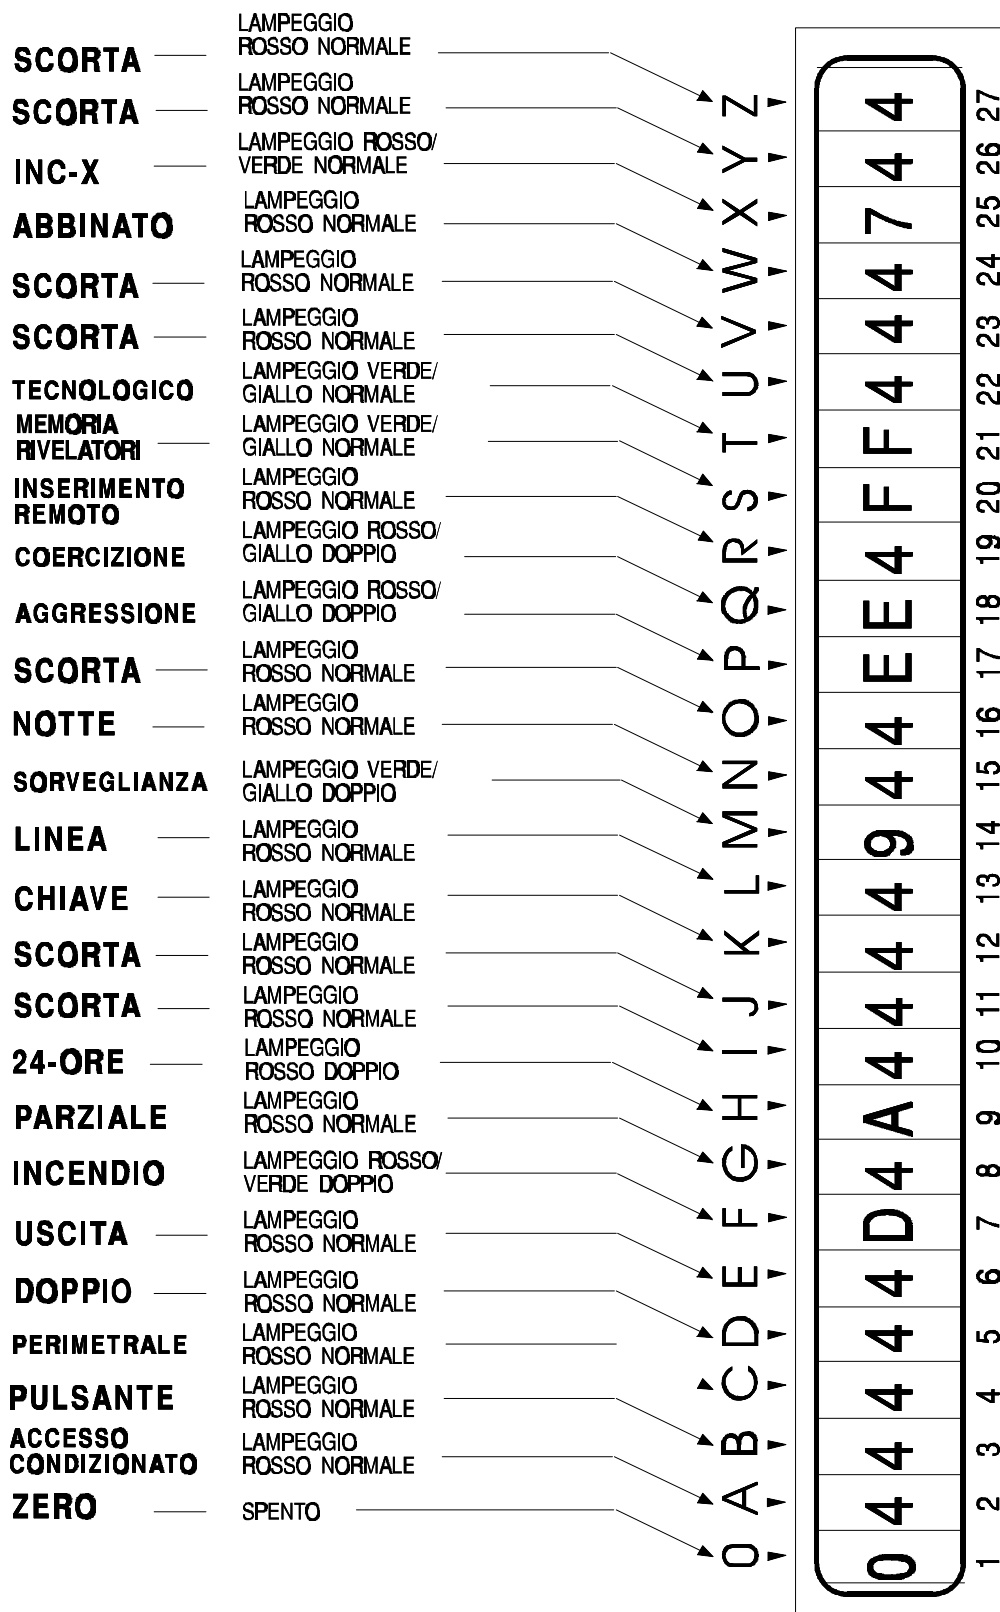 SCORTA LAMPEGGIO ROSSO NORMALE Z 4 27
SCORTA LAMPEGGIO ROSSO NORMALE Y 4 26
INC-X LAMPEGGIO ROSSO/ VERDE NORMALE X 7 25
ABBINATO LAMPEGGIO ROSSO NORMALE W 4 24
SCORTA LAMPEGGIO ROSSO NORMALE V 4 23
SCORTA LAMPEGGIO ROSSO NORMALE U 4 22
TECNOLOGICO LAMPEGGIO VERDE/ GIALLO NORMALE T F 21
MEMORIA RIVELATORI LAMPEGGIO VERDE/ GIALLO NORMALE S F 20
INSERIMENTO REMOTO LAMPEGGIO ROSSO NORMALE R 4 19
COERCIZIONE LAMPEGGIO ROSSO/ GIALLO DOPPIO Q E 18
AGGRESSIONE LAMPEGGIO ROSSO/ GIALLO DOPPIO P E 17
SCORTA LAMPEGGIO ROSSO NORMALE O 4 16
NOTTE LAMPEGGIO ROSSO NORMALE N 4 15
SORVEGLIANZA LAMPEGGIO VERDE/ GIALLO DOPPIO M 9 14
LINEA LAMPEGGIO ROSSO NORMALE L 4 13
CHIAVE LAMPEGGIO ROSSO NORMALE K 4 12
SCORTA LAMPEGGIO ROSSO NORMALE J 4 11
SCORTA LAMPEGGIO ROSSO NORMALE I 4 10
24-ORE LAMPEGGIO ROSSO DOPPIO H A 9
PARZIALE LAMPEGGIO ROSSO NORMALE G 4 8
INCENDIO LAMPEGGIO ROSSO/ VERDE DOPPIO F D 7
USCITA LAMPEGGIO ROSSO NORMALE E 4 6
DOPPIO LAMPEGGIO ROSSO NORMALE D 4 5
PERIMETRALE LAMPEGGIO ROSSO NORMALE C 4 4
PULSANTE LAMPEGGIO ROSSO NORMALE B 4 3
ACCESSO CONDIZIONATO LAMPEGGIO ROSSO NORMALE A 4 2
ZERO SPENTO 0 0 1